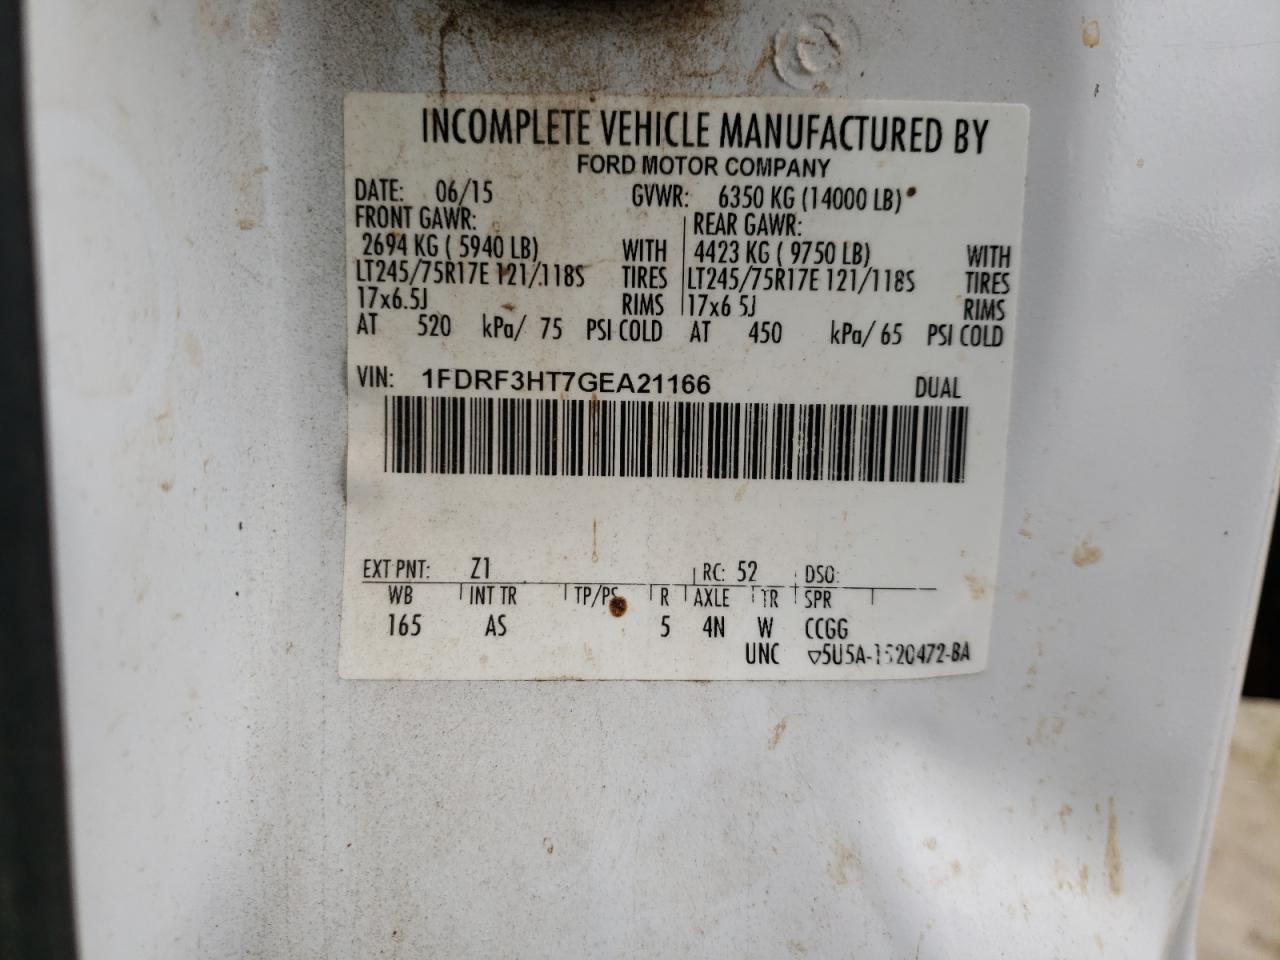 INCOMPLETE VEHICLE MANUFACTURED BY
FORD MOTOR COMPANY
DATE: 06/15 GVWR: 6350 KG (14000 LB)
FRONT GAWR: REAR GAWR:
2694 KG ( 5940 LB) WITH 4423 KG ( 9750 LB) WITH
LT245/75R17E 121/118S TIRES LT245/75R17E 121/118S TIRES
17x6.5J RIMS 17x6 5J RIMS
AT 520 kPa/ 75 PSI COLD AT 450 kPa/ 65 PSI COLD
VIN: 1FDRF3HT7GEA21166 DUAL
EXT PNT: Z1 RC: 52 DSO:
WB INT TR TP/PS R AXLE TR SPR
165 AS 5 4N W CCGG
UNC ▽5U5A-1520472-BA